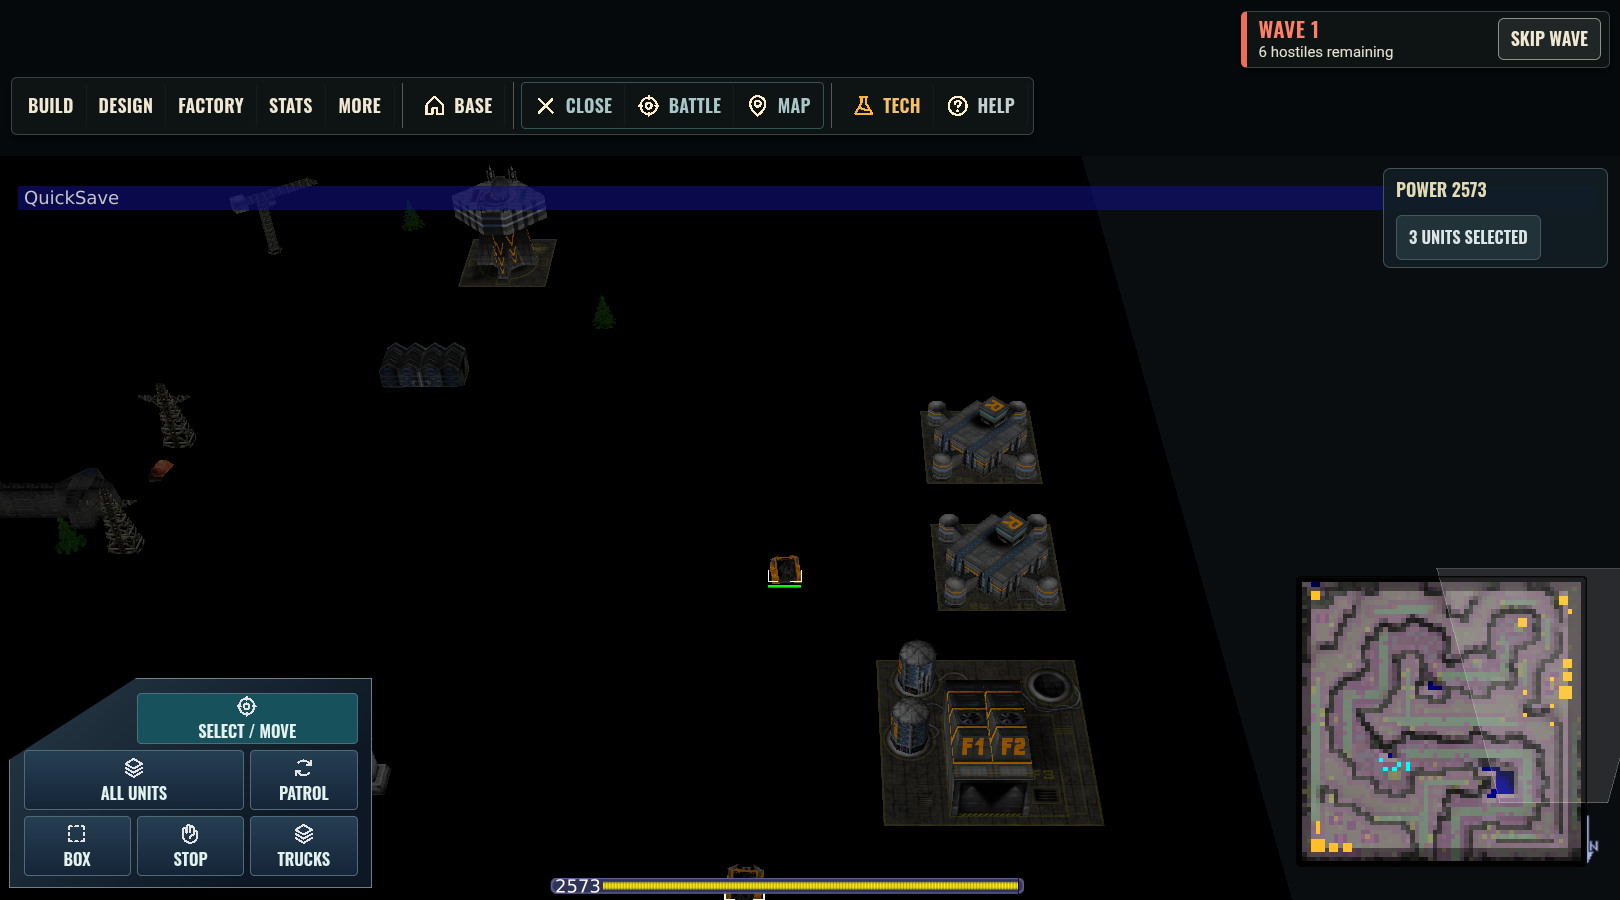 WAVE 1
6 hostiles remaining
SKIP WAVE
BUILD
DESIGN
FACTORY
STATS
MORE
BASE
CLOSE
BATTLE
MAP
TECH
HELP
QuickSave
POWER 2573
3 UNITS SELECTED
R
R
F1
F2
F3
SELECT / MOVE
ALL UNITS
PATROL
BOX
STOP
TRUCKS
2573
N